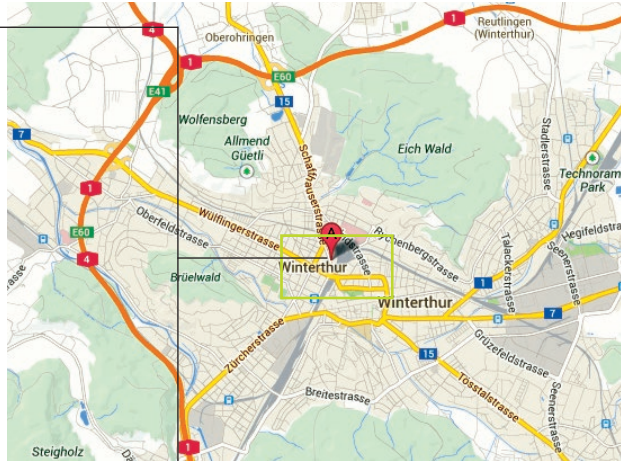 1
4
Reutlingen
(Winterthur)
Oberohringen
1
E60
E41
15
Wolfensberg
7
Allmend
Güetli
Eich Wald
Schaffhauserstrasse
Stadlerstrasse
Technorama
Park
1
Oberfeldstrasse
Wülflingerstrasse
A
Talackerstrasse
Hegifeldstrasse
Seenerstrasse
E60
4
Brüelwald
Winterthur
1
Winterthur
7
Zürcherstrasse
Grüzefeldstrasse
15
Breitestrasse
Tösstalstrasse
Seenerstrasse
Steigholz
1